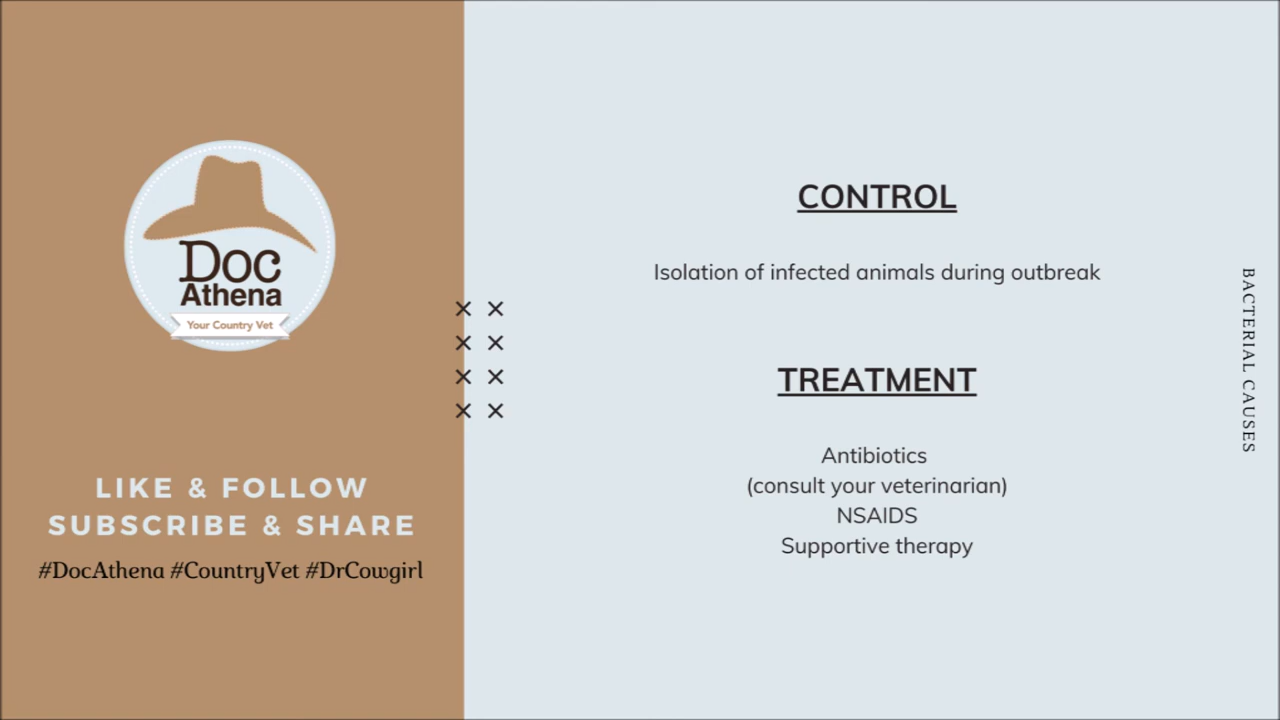 Doc
Athena
Your Country Vet
LIKE & FOLLOW
SUBSCRIBE & SHARE
#DocAthena #CountryVet #DrCowgirl
CONTROL
Isolation of infected animals during outbreak
TREATMENT
Antibiotics
(consult your veterinarian)
NSAIDS
Supportive therapy
BACTERIAL CAUSES